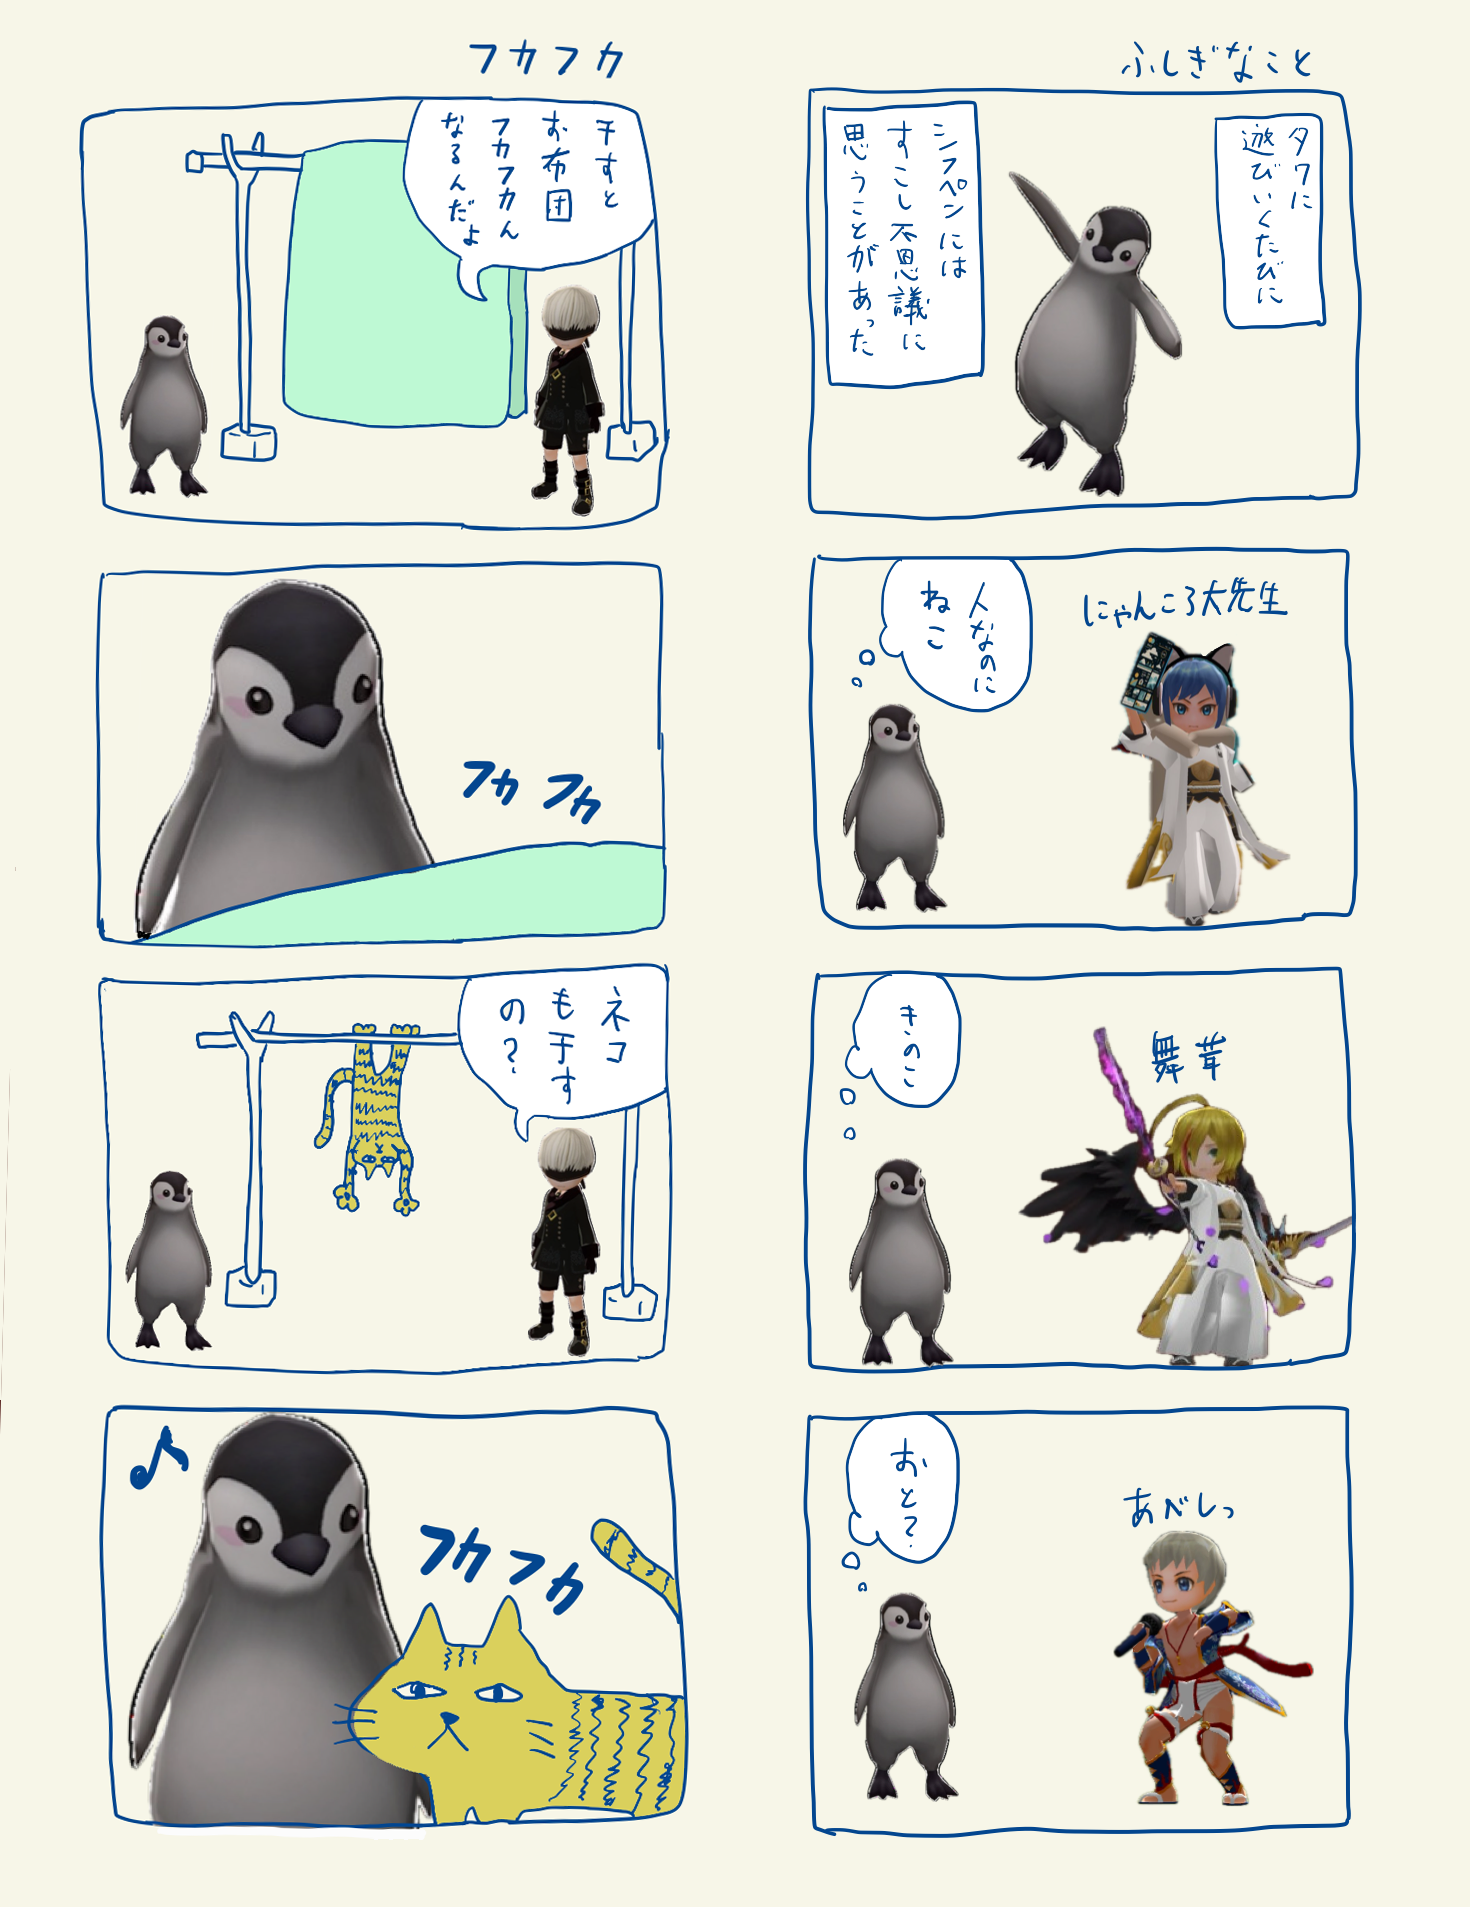 ふしぎなこと
タワに
遊びいくたびに
シンペンには
すこし不思議に
思うことがあった
にゃんころ大先生
人なのに
ねこ
舞茸
きのこ
あべしっ
おと?
フカフカ
干すと
お布団
フカフカん
なるんだよ
フカ フカ
ネコ
も干す
の?
フカフカ